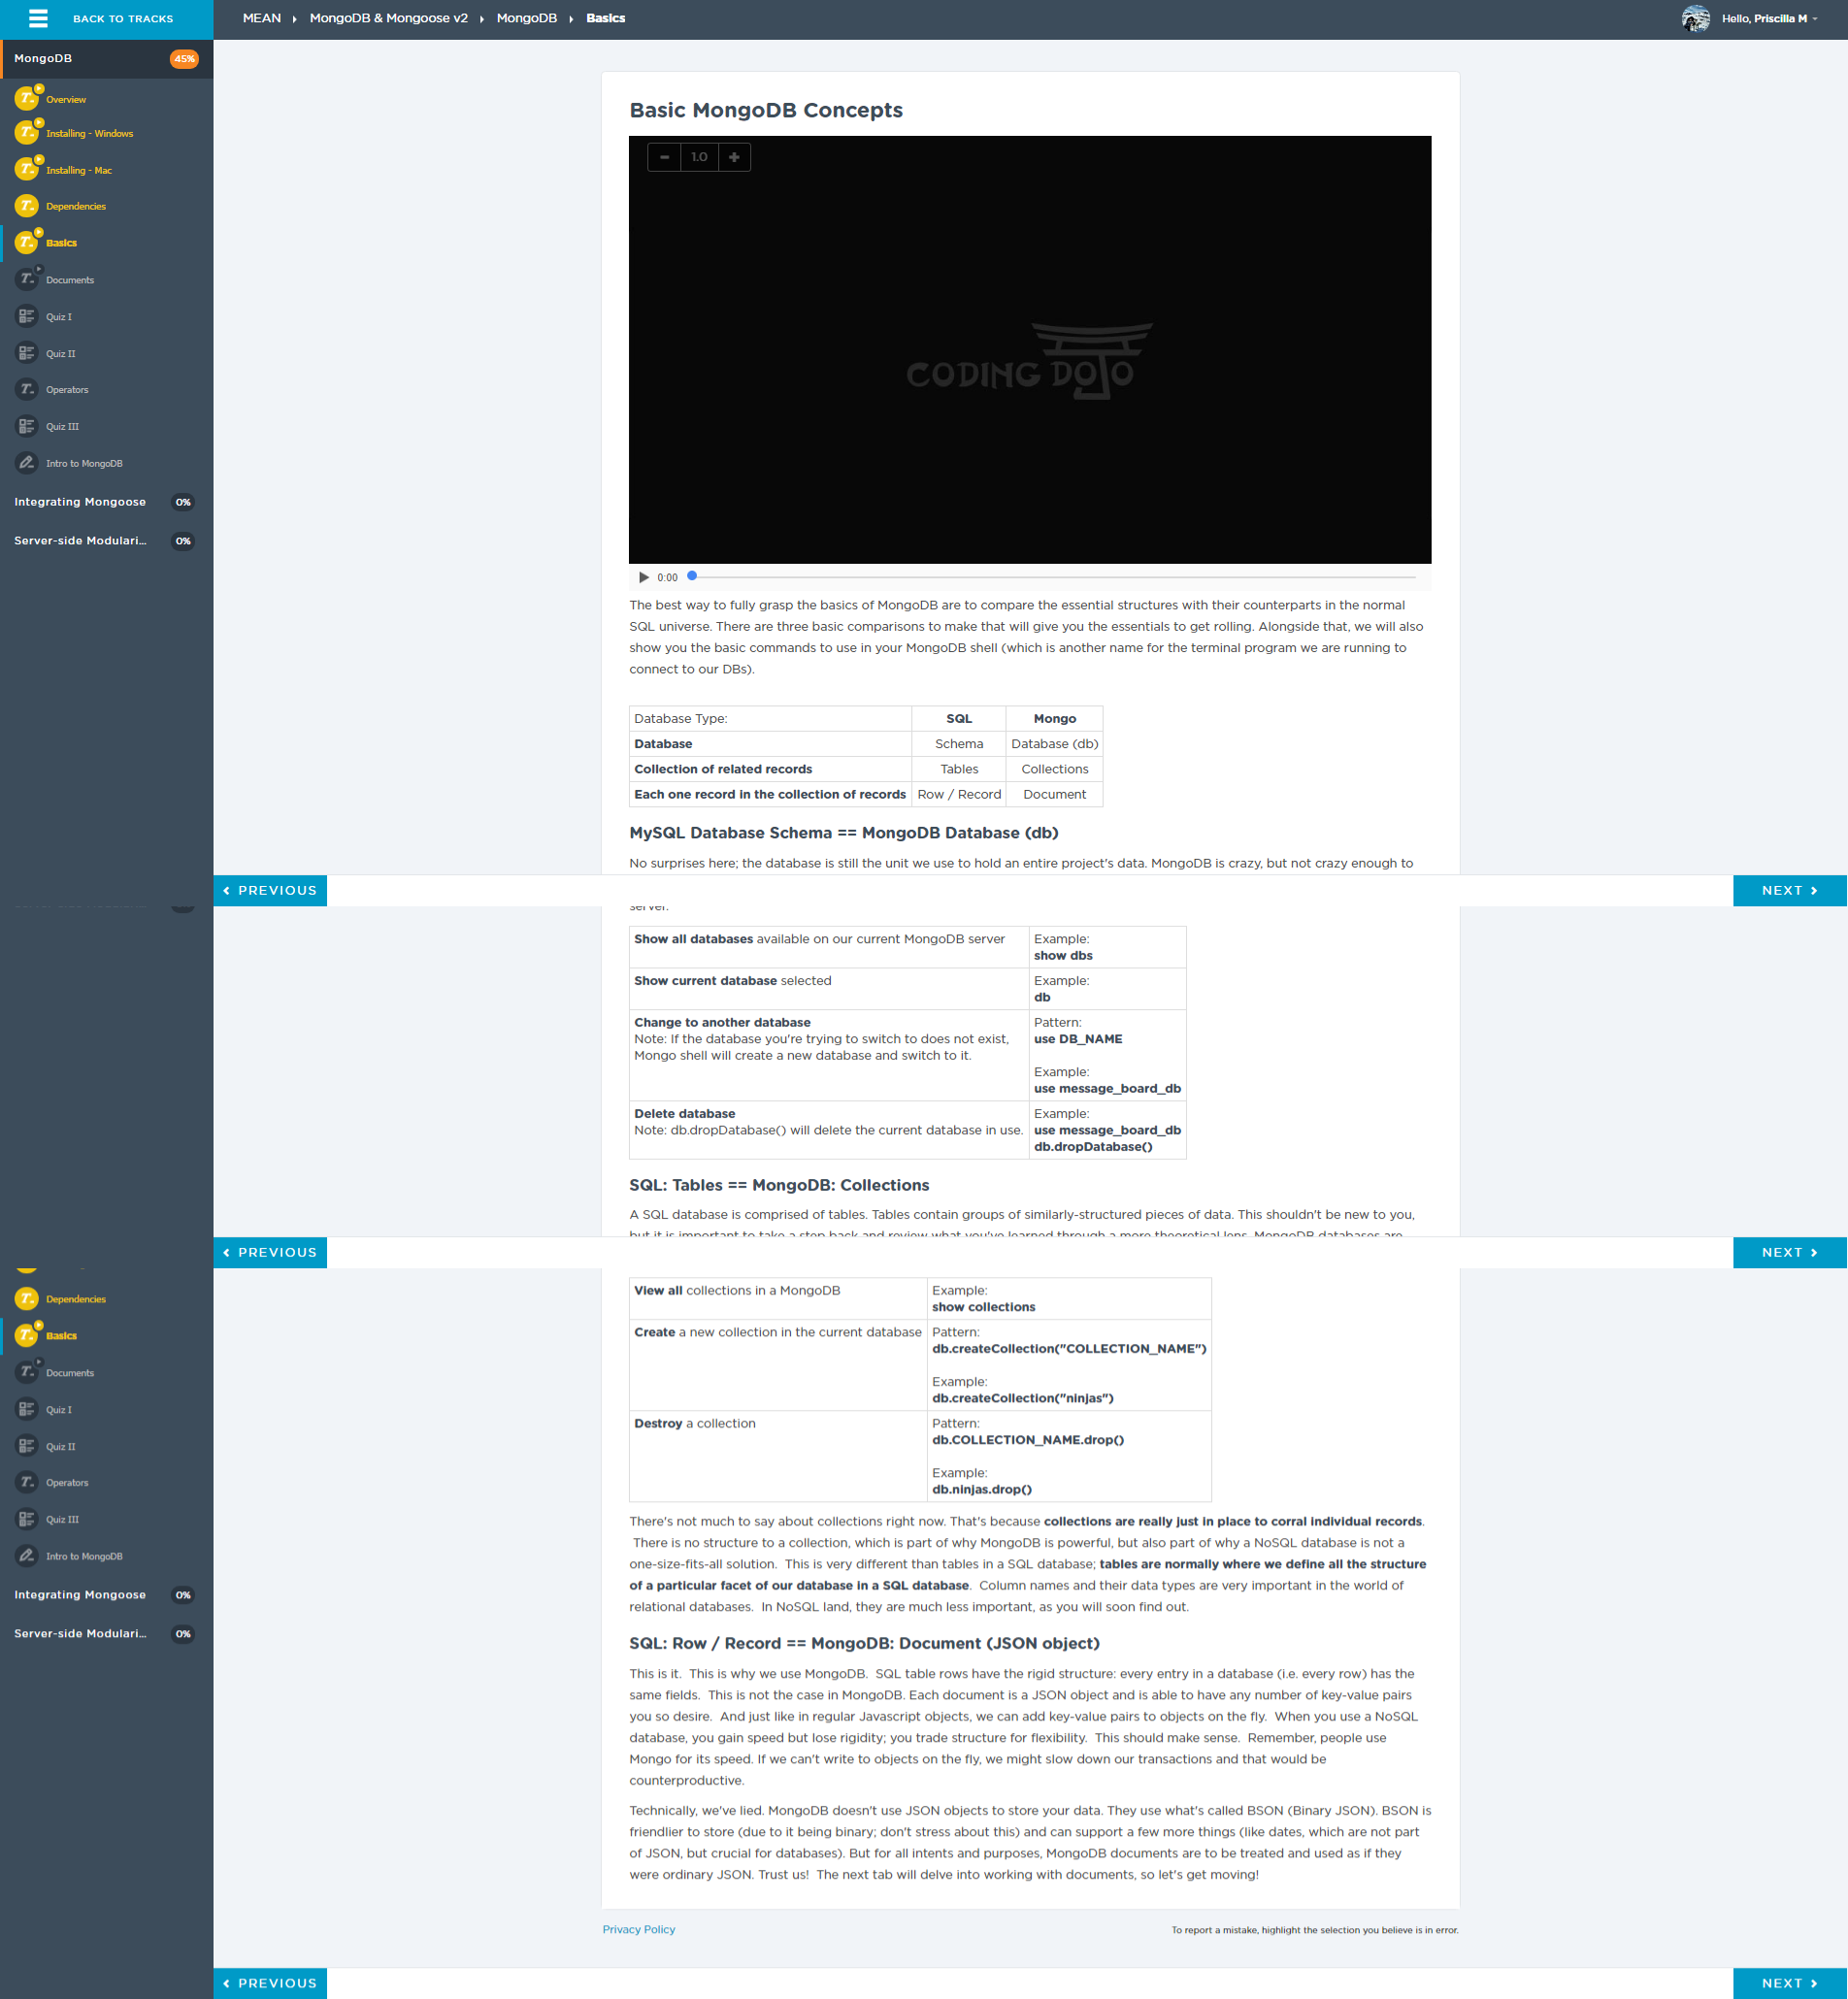 BACK TO TRACKS
MEAN MongoDB & Mongoose v2 MongoDB Basics
Hello, Priscilla M
MongoDB 45%
Overview
Installing - Windows
Installing - Mac
Dependencies
Basics
Documents
Quiz I
Quiz II
Operators
Quiz III
Intro to MongoDB
Integrating Mongoose 0%
Server-side Modulari... 0%
Basic MongoDB Concepts
1.0
CODING DOJO
0:00
The best way to fully grasp the basics of MongoDB are to compare the essential structures with their counterparts in the normal
SQL universe. There are three basic comparisons to make that will give you the essentials to get rolling. Alongside that, we will also
show you the basic commands to use in your MongoDB shell (which is another name for the terminal program we are running to
connect to our DBs).
Database Type: SQL Mongo
Database Schema Database (db)
Collection of related records Tables Collections
Each one record in the collection of records Row / Record Document
MySQL Database Schema == MongoDB Database (db)
No surprises here; the database is still the unit we use to hold an entire project's data. MongoDB is crazy, but not crazy enough to
PREVIOUS
NEXT
server.
Show all databases available on our current MongoDB server
Example:
show dbs
Show current database selected
Example:
db
Change to another database
Note: If the database you're trying to switch to does not exist,
Mongo shell will create a new database and switch to it.
Pattern:
use DB_NAME
Example:
use message_board_db
Delete database
Note: db.dropDatabase() will delete the current database in use.
Example:
use message_board_db
db.dropDatabase()
SQL: Tables == MongoDB: Collections
A SQL database is comprised of tables. Tables contain groups of similarly-structured pieces of data. This shouldn't be new to you,
but it is important to take a step back and review what you've learned through a more theoretical lens. MongoDB databases are
PREVIOUS
NEXT
Dependencies
Basics
Documents
Quiz I
Quiz II
Operators
Quiz III
Intro to MongoDB
Integrating Mongoose 0%
Server-side Modulari... 0%
View all collections in a MongoDB
Example:
show collections
Create a new collection in the current database
Pattern:
db.createCollection("COLLECTION_NAME")
Example:
db.createCollection("ninjas")
Destroy a collection
Pattern:
db.COLLECTION_NAME.drop()
Example:
db.ninjas.drop()
There's not much to say about collections right now. That's because collections are really just in place to corral individual records.
There is no structure to a collection, which is part of why MongoDB is powerful, but also part of why a NoSQL database is not a
one-size-fits-all solution. This is very different than tables in a SQL database; tables are normally where we define all the structure
of a particular facet of our database in a SQL database. Column names and their data types are very important in the world of
relational databases. In NoSQL land, they are much less important, as you will soon find out.
SQL: Row / Record == MongoDB: Document (JSON object)
This is it. This is why we use MongoDB. SQL table rows have the rigid structure: every entry in a database (i.e. every row) has the
same fields. This is not the case in MongoDB. Each document is a JSON object and is able to have any number of key-value pairs
you so desire. And just like in regular Javascript objects, we can add key-value pairs to objects on the fly. When you use a NoSQL
database, you gain speed but lose rigidity; you trade structure for flexibility. This should make sense. Remember, people use
Mongo for its speed. If we can't write to objects on the fly, we might slow down our transactions and that would be
counterproductive.
Technically, we've lied. MongoDB doesn't use JSON objects to store your data. They use what's called BSON (Binary JSON). BSON is
friendlier to store (due to it being binary; don't stress about this) and can support a few more things (like dates, which are not part
of JSON, but crucial for databases). But for all intents and purposes, MongoDB documents are to be treated and used as if they
were ordinary JSON. Trust us! The next tab will delve into working with documents, so let's get moving!
Privacy Policy
To report a mistake, highlight the selection you believe is in error.
PREVIOUS
NEXT